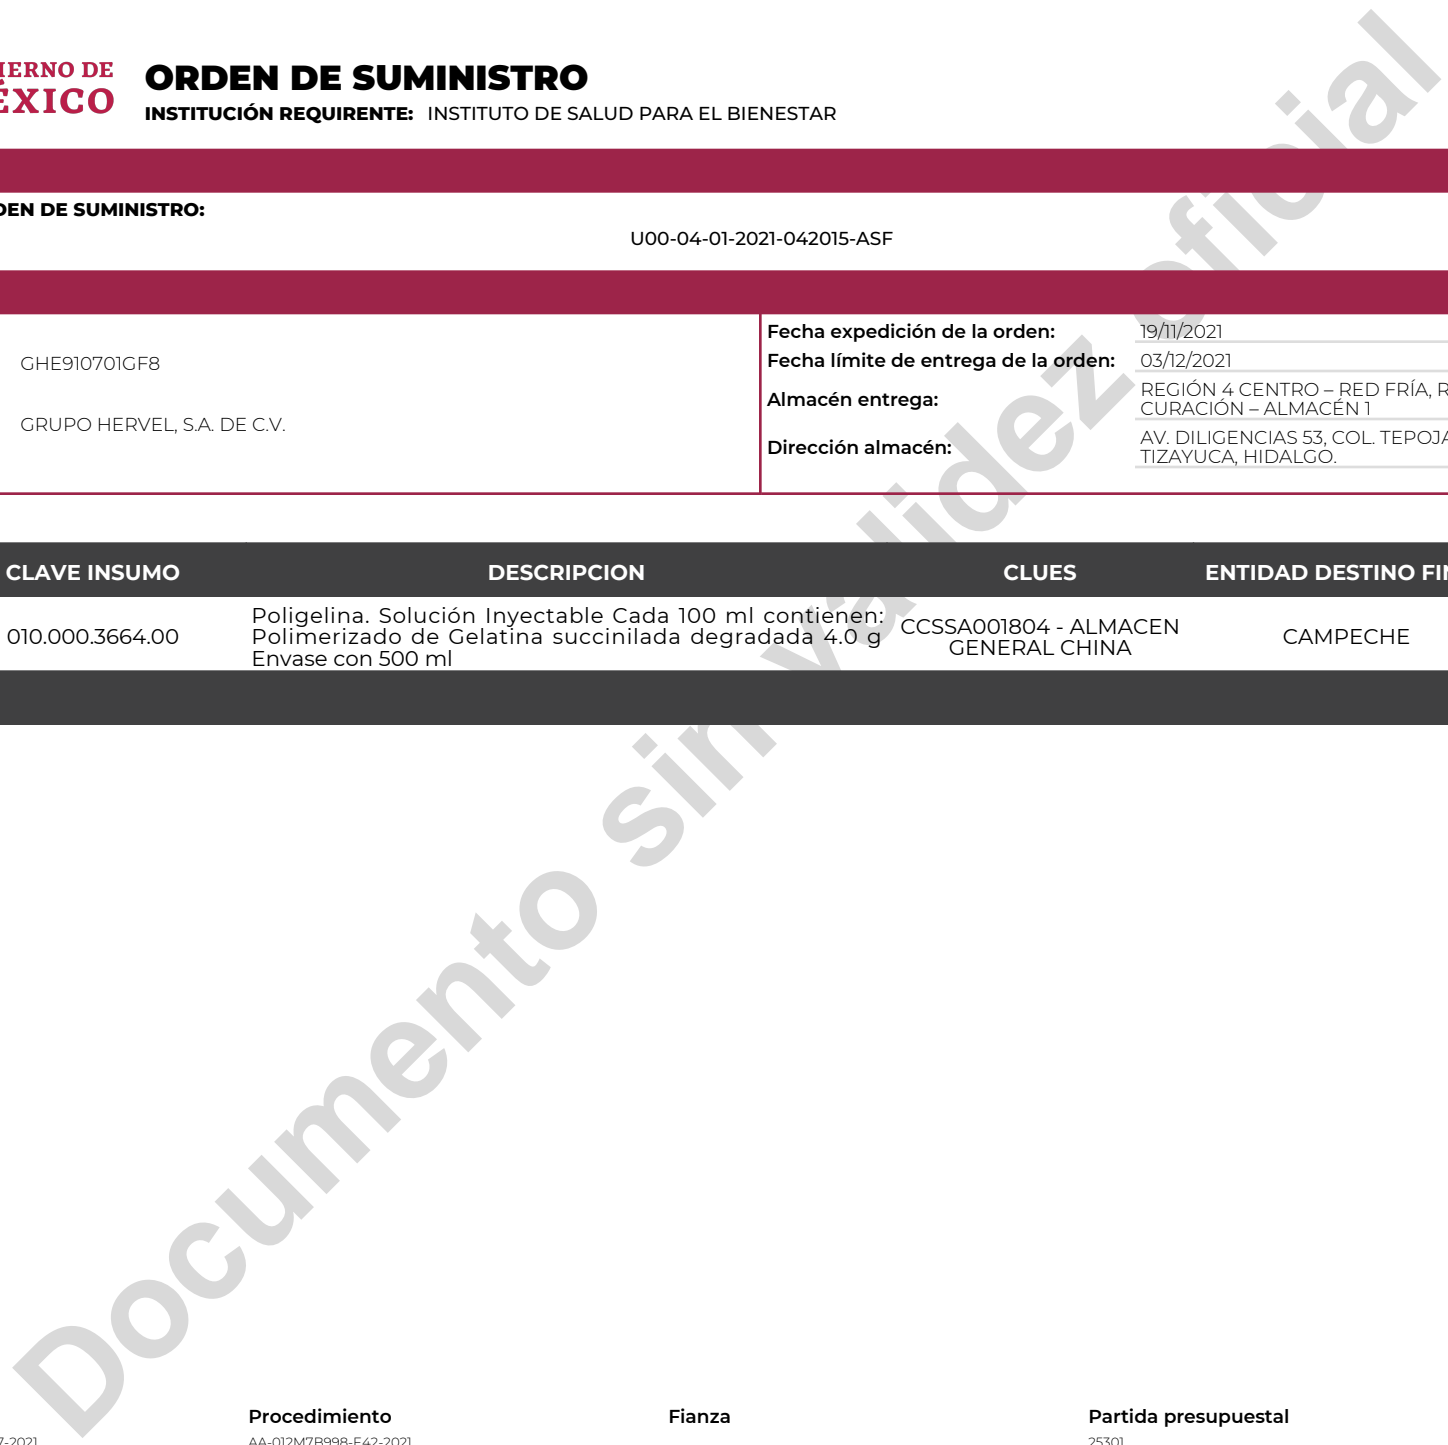 ORDEN DE SUMINISTRO
INSTITUCIÓN REQUIRENTE: INSTITUTO DE SALUD PARA EL BIENESTAR
DE
XICO
DE SUMINISTRO:
U00-04-01-2021-042015-ASF
GHE910701GF8
GRUPO HERVEL, S.A. DE C.V.
Fecha expedición de la orden: 19/11/2021
Fecha límite de entrega de la orden: 03/12/2021
Almacén entrega: REGIÓN 4 CENTRO – RED FRÍA,
CURACIÓN – ALMACÉN 1
Dirección almacén: AV. DILIGENCIAS 53, COL.
TIZAYUCA, HIDALGO.
CLAVE INSUMO DESCRIPCION CLUES ENTIDAD DESTINO
010.000.3664.00
Poligelina. Solución Inyectable Cada 100 ml contienen:
Polimerizado de Gelatina succinilada degradada 4.0 g
Envase con 500 ml
CCSSA001804 - ALMACEN
GENERAL CHINA
CAMPECHE
Documento sin validez oficial
Procedimiento Fianza Partida presupuestal
-2021 AA-012M7B998-E42-2021 25301